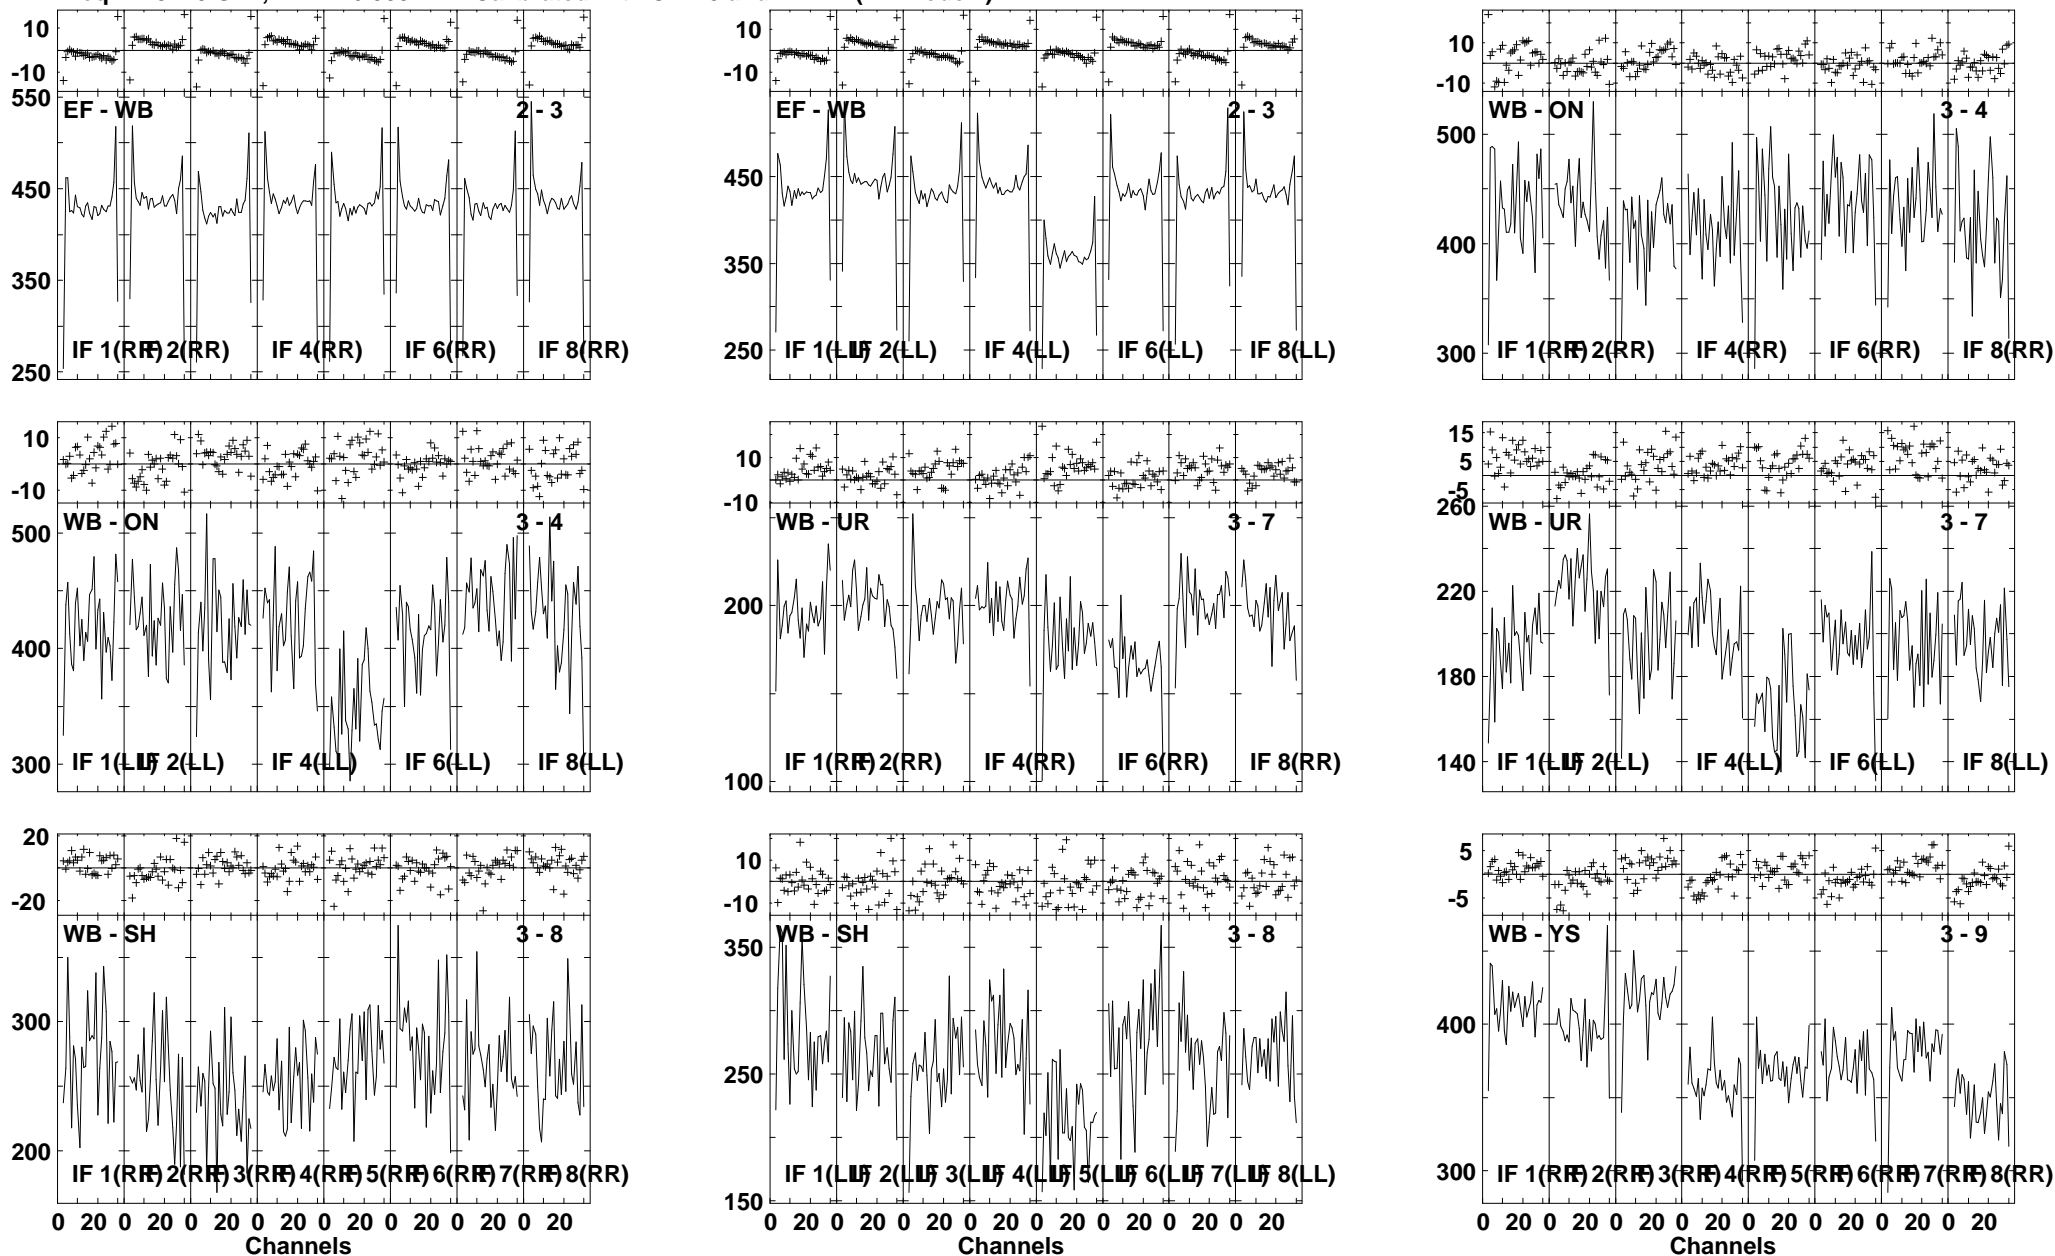 10
-10
550
EF - WB 2 - 3
450
350
IF 1(RR) IF 2(RR) IF 4(RR) IF 6(RR) IF 8(RR)
250
10
-10
EF - WB 2 - 3
450
350
IF 1(LL) IF 2(LL) IF 4(LL) IF 6(LL) IF 8(LL)
250
10
-10
WB - ON 3 - 4
500
400
IF 1(RR) IF 2(RR) IF 4(RR) IF 6(RR) IF 8(RR)
300
10
-10
WB - ON 3 - 4
500
400
IF 1(LL) IF 2(LL) IF 4(LL) IF 6(LL) IF 8(LL)
300
10
-10
WB - UR 3 - 7
200
IF 1(RR) IF 2(RR) IF 4(RR) IF 6(RR) IF 8(RR)
100
15
5
-5
260
WB - UR 3 - 7
220
180
IF 1(LL) IF 2(LL) IF 4(LL) IF 6(LL) IF 8(LL)
140
20
-20
WB - SH 3 - 8
300
200
IF 1(RR) IF 2(RR) IF 3(RR) IF 4(RR) IF 5(RR) IF 6(RR) IF 7(RR) IF 8(RR)
0 20 0 20 0 20 0 20 0 20 0 20 0 20 0 20
Channels
10
-10
WB - SH 3 - 8
350
250
IF 1(LL) IF 2(LL) IF 3(LL) IF 4(LL) IF 5(LL) IF 6(LL) IF 7(LL) IF 8(LL)
150
0 20 0 20 0 20 0 20 0 20 0 20 0 20 0 20
Channels
5
-5
WB - YS 3 - 9
400
300
IF 1(RR) IF 2(RR) IF 3(RR) IF 4(RR) IF 5(RR) IF 6(RR) IF 7(RR) IF 8(RR)
0 20 0 20 0 20 0 20 0 20 0 20 0 20 0 20
Channels